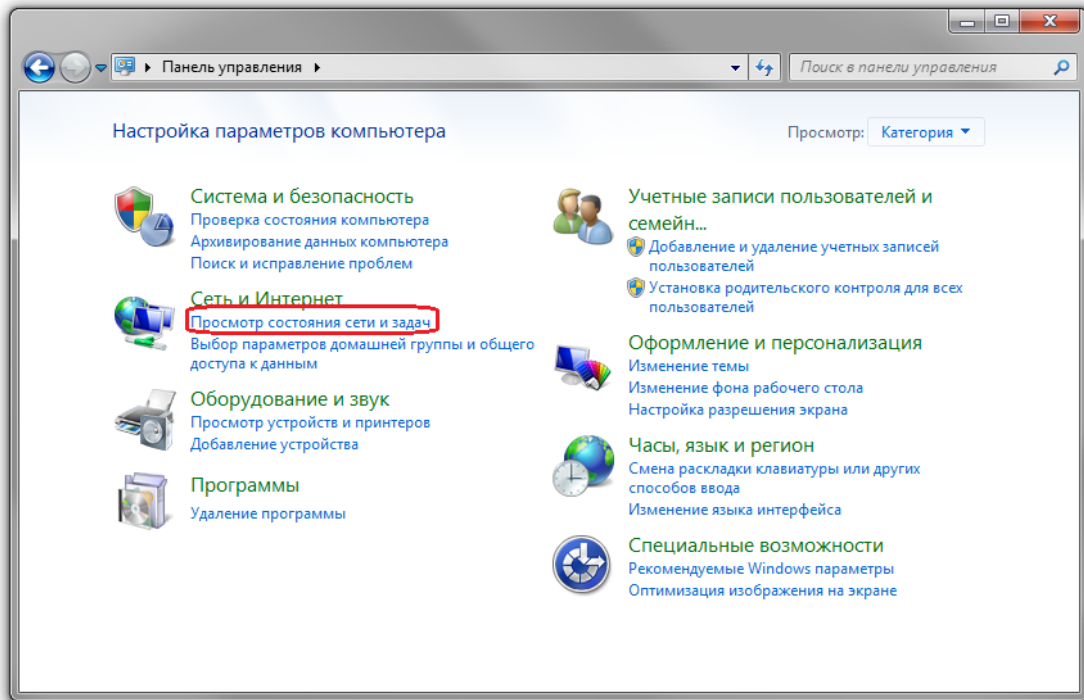 Панель управления
Поиск в панели управления
Настройка параметров компьютера
Просмотр: Категория
Система и безопасность
Проверка состояния компьютера
Архивирование данных компьютера
Поиск и исправление проблем
Сеть и Интернет
Просмотр состояния сети и задач
Выбор параметров домашней группы и общего
доступа к данным
Оборудование и звук
Просмотр устройств и принтеров
Добавление устройства
Программы
Удаление программы
Учетные записи пользователей и
семейн...
Добавление и удаление учетных записей
пользователей
Установка родительского контроля для всех
пользователей
Оформление и персонализация
Изменение темы
Изменение фона рабочего стола
Настройка разрешения экрана
Часы, язык и регион
Смена раскладки клавиатуры или других
способов ввода
Изменение языка интерфейса
Специальные возможности
Рекомендуемые Windows параметры
Оптимизация изображения на экране